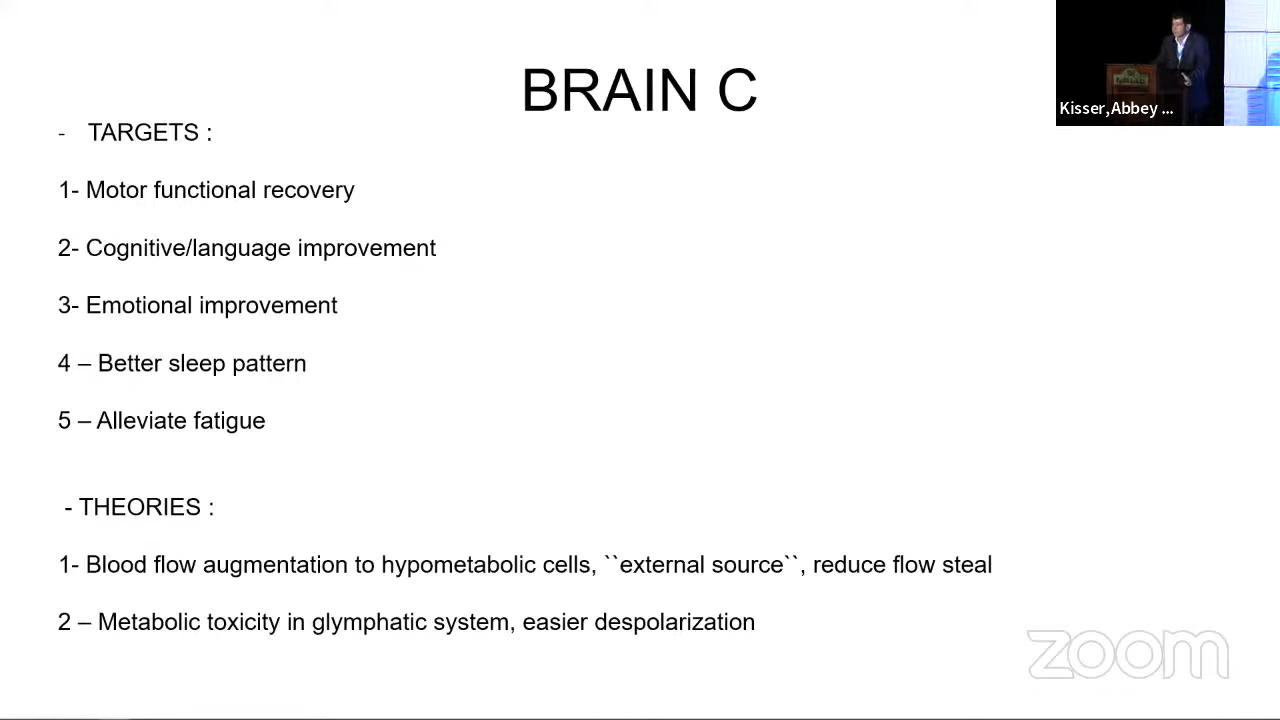 BRAIN C
- TARGETS :
1- Motor functional recovery
2- Cognitive/language improvement
3- Emotional improvement
4 – Better sleep pattern
5 – Alleviate fatigue
- THEORIES :
1- Blood flow augmentation to hypometabolic cells, ``external source``, reduce flow steal
2 – Metabolic toxicity in glymphatic system, easier despolarization
Kisser,Abbey ...
zoom